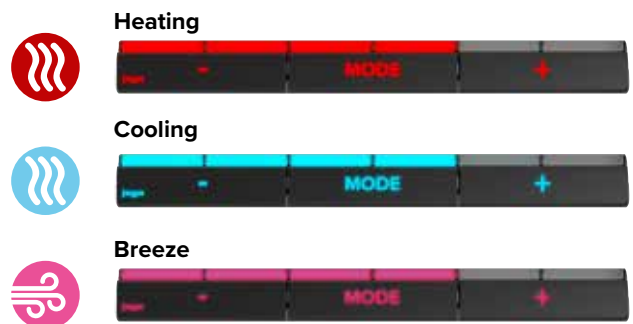 Heating
- MODE +
Cooling
- MODE +
Breeze
- MODE +